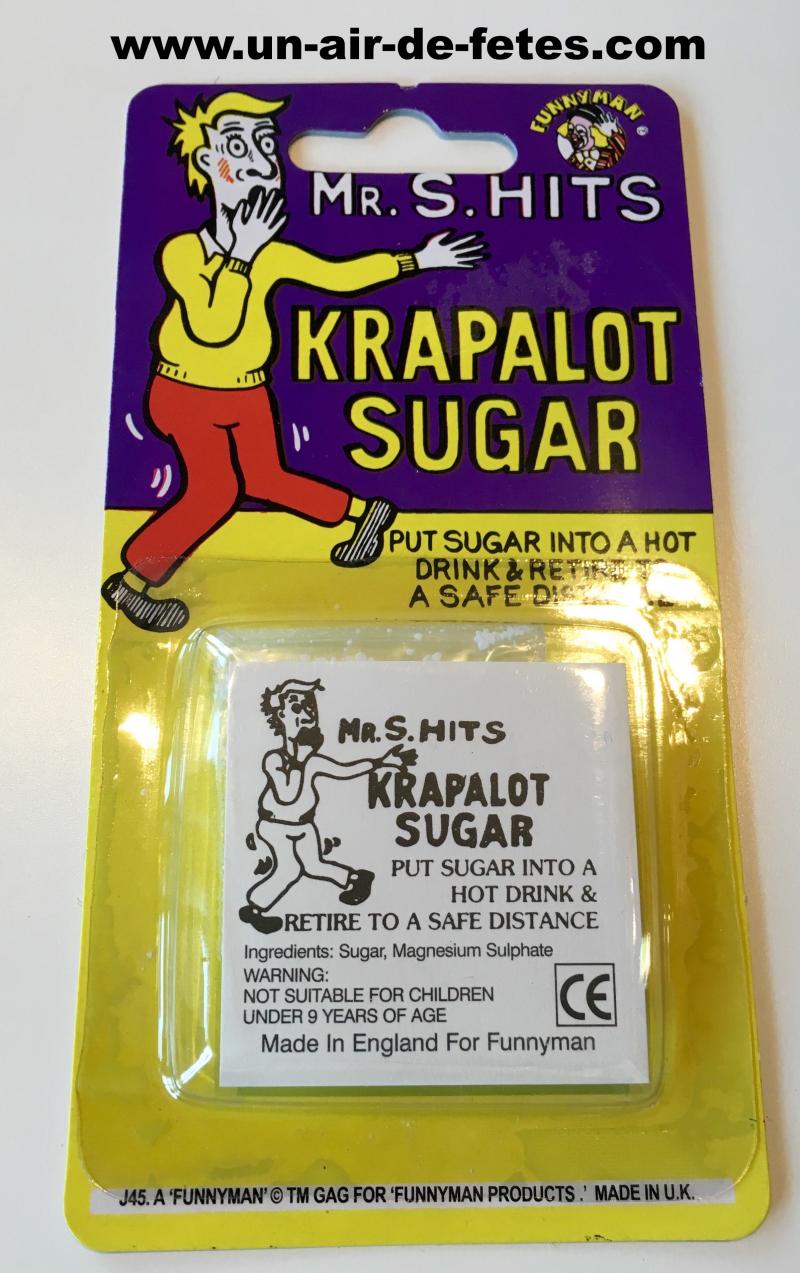 www.un-air-de-fetes.com
FUNNYMAN
®
MR. S. HITS
KRAPALOT
SUGAR
PUT SUGAR INTO A HOT
DRINK & RETIRE TO
A SAFE DISTANCE
MR. S. HITS
KRAPALOT
SUGAR
PUT SUGAR INTO A
HOT DRINK &
RETIRE TO A SAFE DISTANCE
Ingredients: Sugar, Magnesium Sulphate
WARNING:
NOT SUITABLE FOR CHILDREN
UNDER 9 YEARS OF AGE
CE
Made In England For Funnyman
J45. A 'FUNNYMAN' © TM GAG FOR 'FUNNYMAN PRODUCTS.' MADE IN U.K.